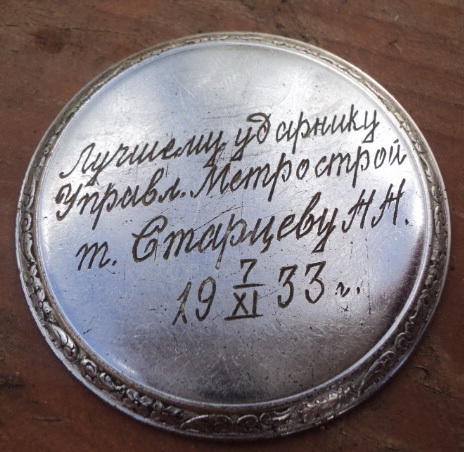 Лучшему ударнику
Управл. Метрострой
т. Старцеву А.Н.
19 7/XI 33 г.